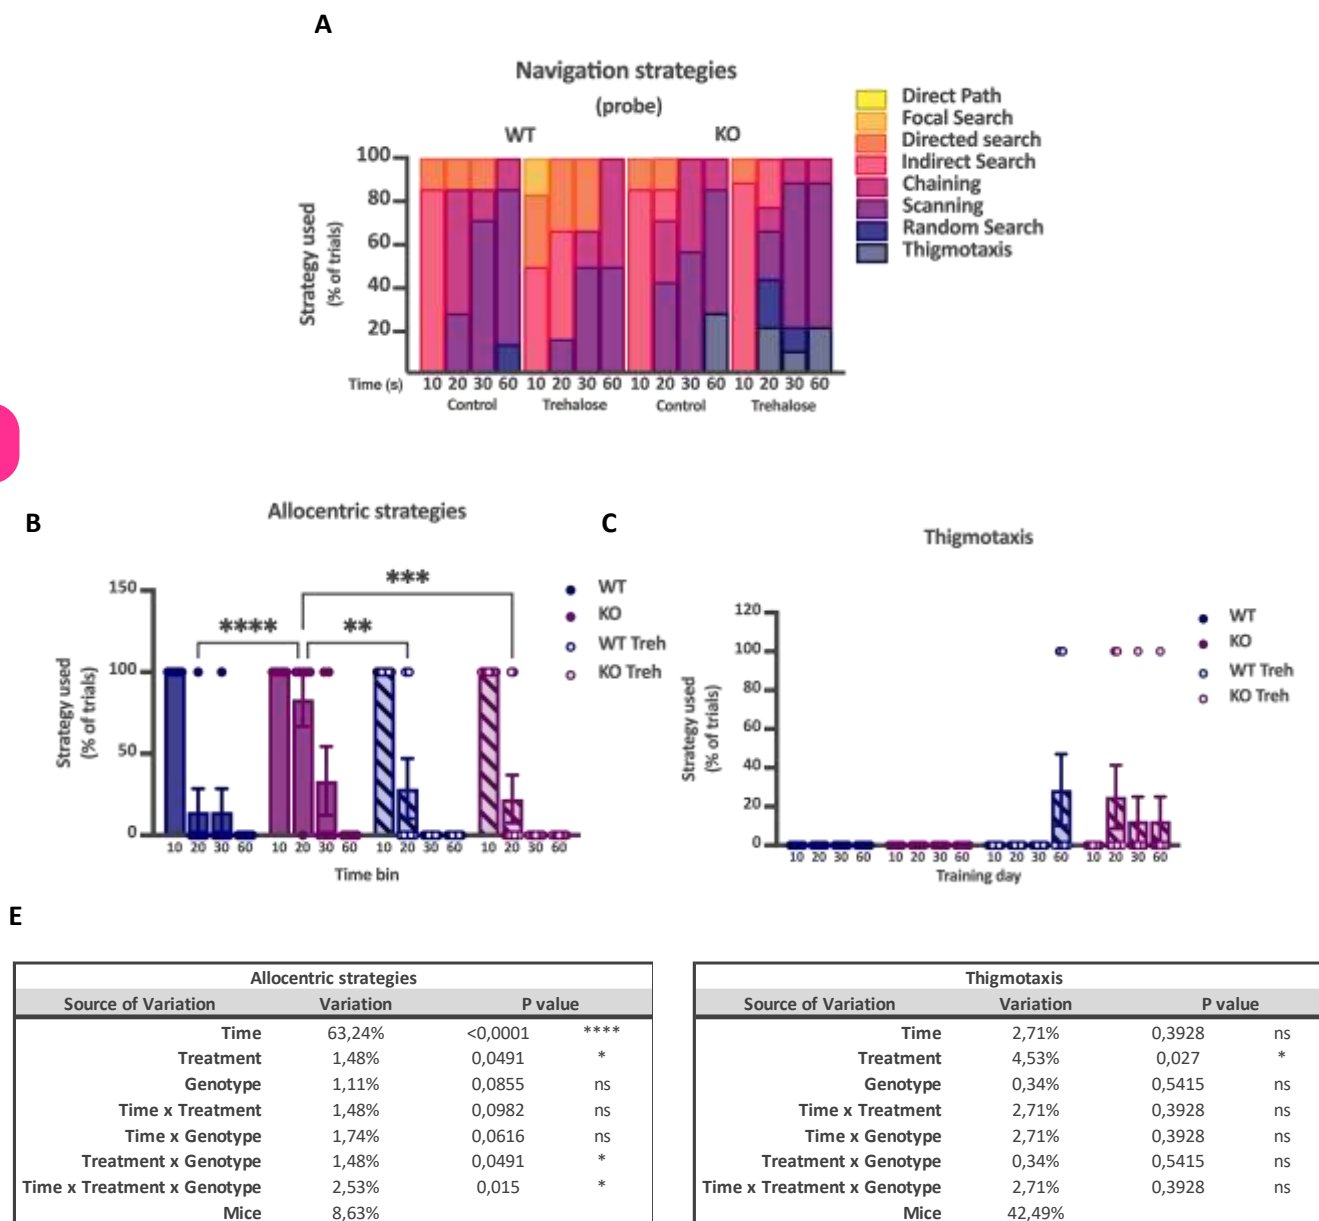 A
Navigation strategies
(probe)
WT KO
Direct Path
Focal Search
Directed search
Indirect Search
Chaining
Scanning
Random Search
Thigmotaxis
Strategy used
(% of trials)
100
80
60
40
20
Time (s) 10 20 30 60 10 20 30 60 10 20 30 60 10 20 30 60
Control Trehalose Control Trehalose
B
Allocentric strategies
Strategy used
(% of trials)
150
100
50
0
***
**** **
WT
KO
WT Treh
KO Treh
10 20 30 60 10 20 30 60 10 20 30 60 10 20 30 60
Time bin
C
Thigmotaxis
Strategy used
(% of trials)
120
100
80
60
40
20
0
WT
KO
WT Treh
KO Treh
10 20 30 60 10 20 30 60 10 20 30 60 10 20 30 60
Training day
E
Allocentric strategies
Source of Variation Variation P value
Time 63,24% <0,0001 ****
Treatment 1,48% 0,0491 *
Genotype 1,11% 0,0855 ns
Time x Treatment 1,48% 0,0982 ns
Time x Genotype 1,74% 0,0616 ns
Treatment x Genotype 1,48% 0,0491 *
Time x Treatment x Genotype 2,53% 0,015 *
Mice 8,63%
Thigmotaxis
Source of Variation Variation P value
Time 2,71% 0,3928 ns
Treatment 4,53% 0,027 *
Genotype 0,34% 0,5415 ns
Time x Treatment 2,71% 0,3928 ns
Time x Genotype 2,71% 0,3928 ns
Treatment x Genotype 0,34% 0,5415 ns
Time x Treatment x Genotype 2,71% 0,3928 ns
Mice 42,49%